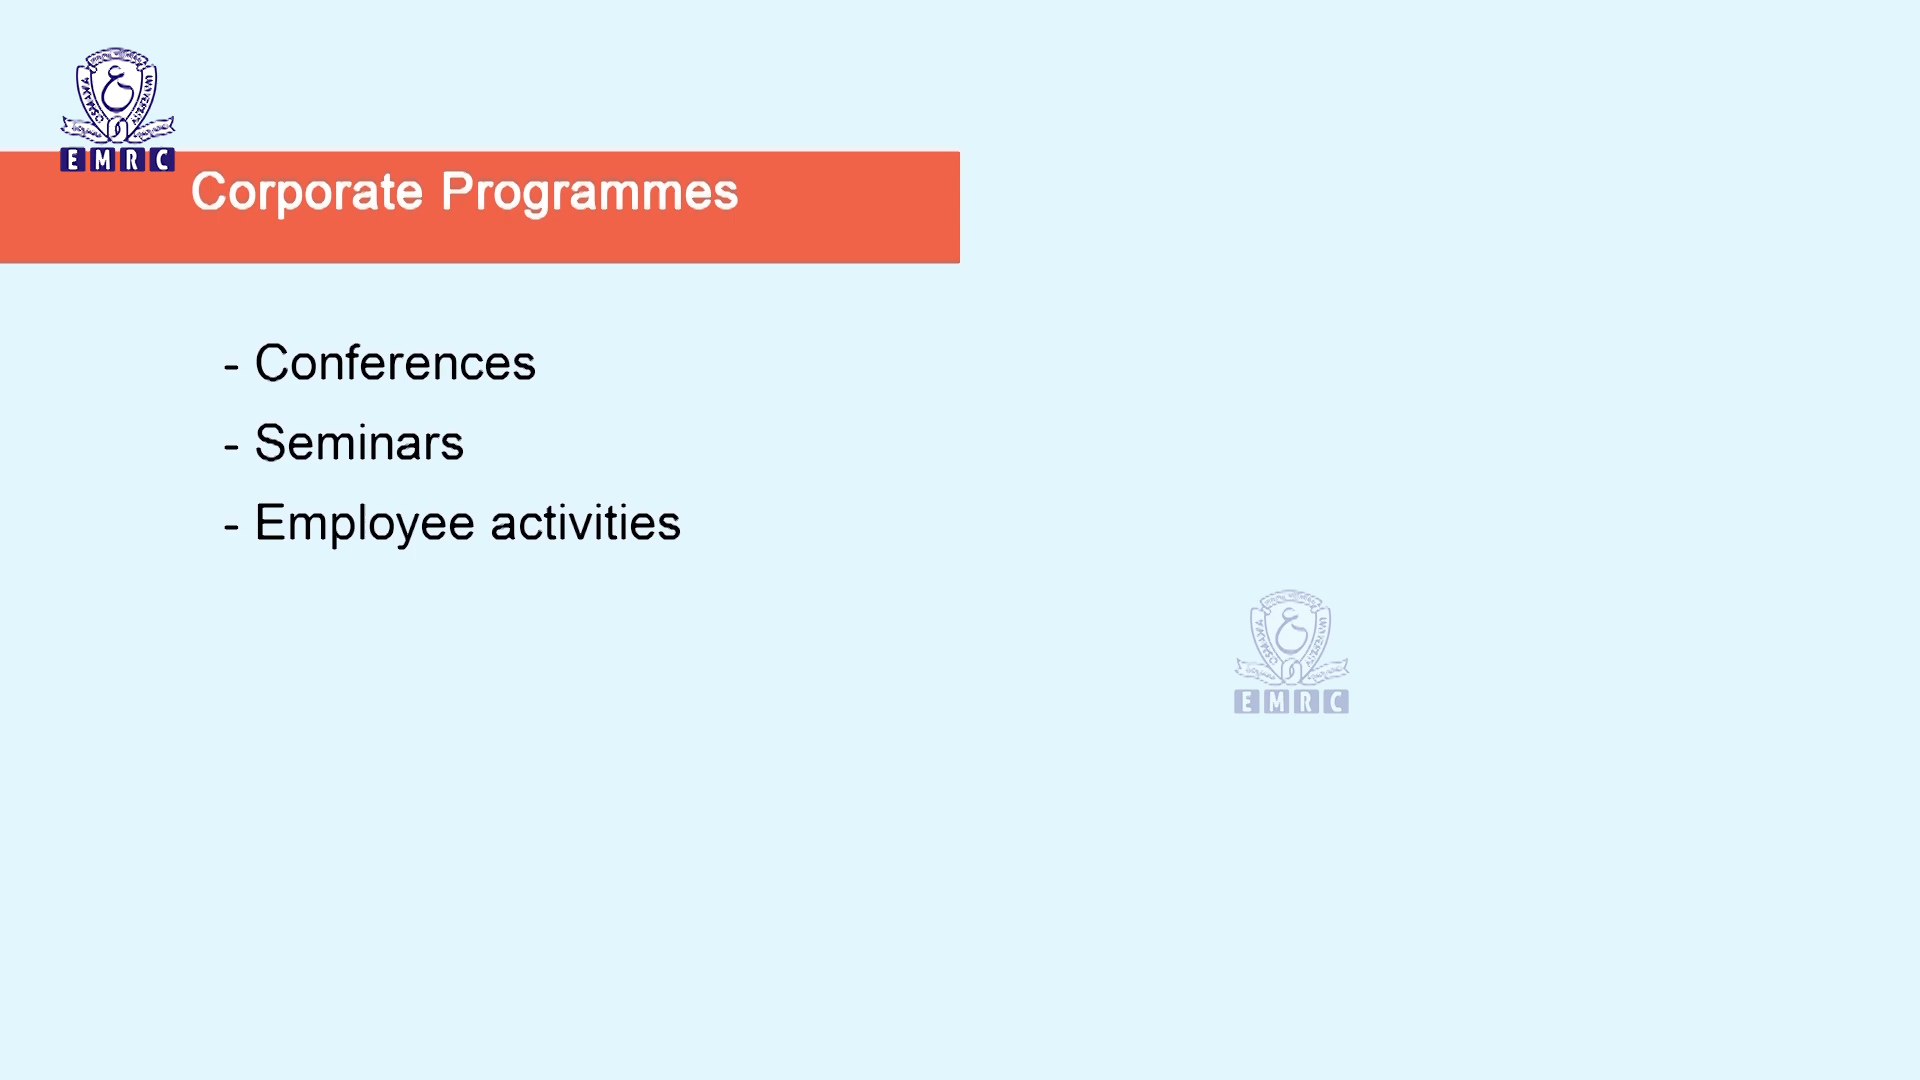 EMRC
Corporate Programmes
- Conferences
- Seminars
- Employee activities
EMRC